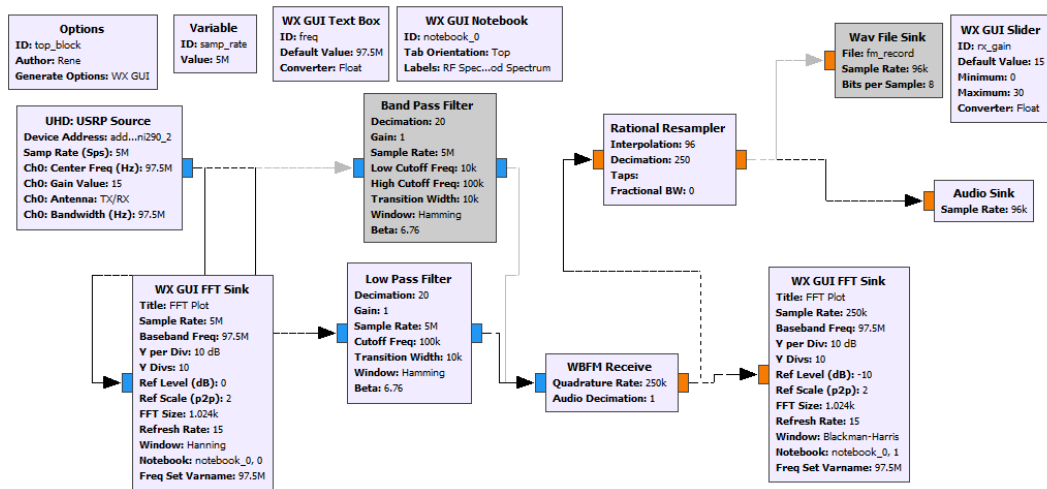 Options
ID: top_block
Author: Rene
Generate Options: WX GUI
Variable
ID: samp_rate
Value: 5M
WX GUI Text Box
ID: freq
Default Value: 97.5M
Converter: Float
WX GUI Notebook
ID: notebook_0
Tab Orientation: Top
Labels: RF Spec...od Spectrum
Wav File Sink
File: fm_record
Sample Rate: 96k
Bits per Sample: 8
WX GUI Slider
ID: rx_gain
Default Value: 15
Minimum: 0
Maximum: 30
Converter: Float
UHD: USRP Source
Device Address: add...ni290_2
Samp Rate (Sps): 5M
Ch0: Center Freq (Hz): 97.5M
Ch0: Gain Value: 15
Ch0: Antenna: TX/RX
Ch0: Bandwidth (Hz): 97.5M
Band Pass Filter
Decimation: 20
Gain: 1
Sample Rate: 5M
Low Cutoff Freq: 10k
High Cutoff Freq: 100k
Transition Width: 10k
Window: Hamming
Beta: 6.76
Rational Resampler
Interpolation: 96
Decimation: 250
Taps:
Fractional BW: 0
Audio Sink
Sample Rate: 96k
WX GUI FFT Sink
Title: FFT Plot
Sample Rate: 5M
Baseband Freq: 97.5M
Y per Div: 10 dB
Y Divs: 10
Ref Level (dB): 0
Ref Scale (p2p): 2
FFT Size: 1.024k
Refresh Rate: 15
Window: Hanning
Notebook: notebook_0, 0
Freq Set Varname: 97.5M
Low Pass Filter
Decimation: 20
Gain: 1
Sample Rate: 5M
Cutoff Freq: 100k
Transition Width: 10k
Window: Hamming
Beta: 6.76
WBFM Receive
Quadrature Rate: 250k
Audio Decimation: 1
WX GUI FFT Sink
Title: FFT Plot
Sample Rate: 250k
Baseband Freq: 97.5M
Y per Div: 10 dB
Y Divs: 10
Ref Level (dB): -10
Ref Scale (p2p): 2
FFT Size: 1.024k
Refresh Rate: 15
Window: Blackman-Harris
Notebook: notebook_0, 1
Freq Set Varname: 97.5M